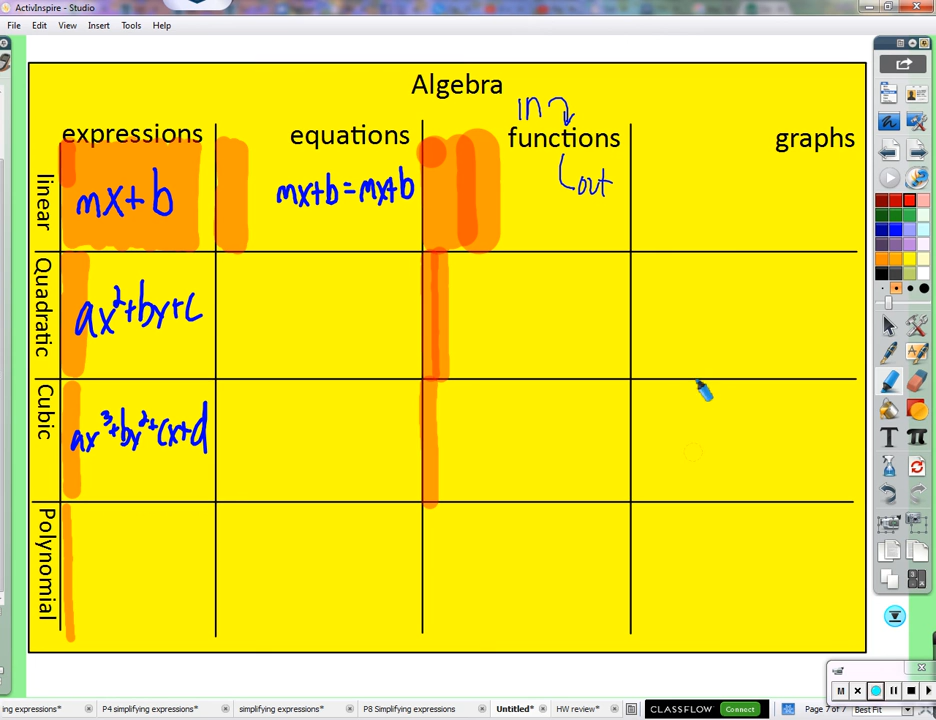 ActivInspire - Studio
File Edit View Insert Tools Help
Algebra
in
expressions equations functions graphs
out
linear mx+b mx+b=mx+b
Quadratic ax²+bx+c
Cubic ax³+bx²+cx+d
Polynomial
ing expressions* P4 simplifying expressions* simplifying expressions* P8 Simplifying expressions Untitled* HW review* CLASSFLOW Connect Page 7 of 7 Best Fit
M